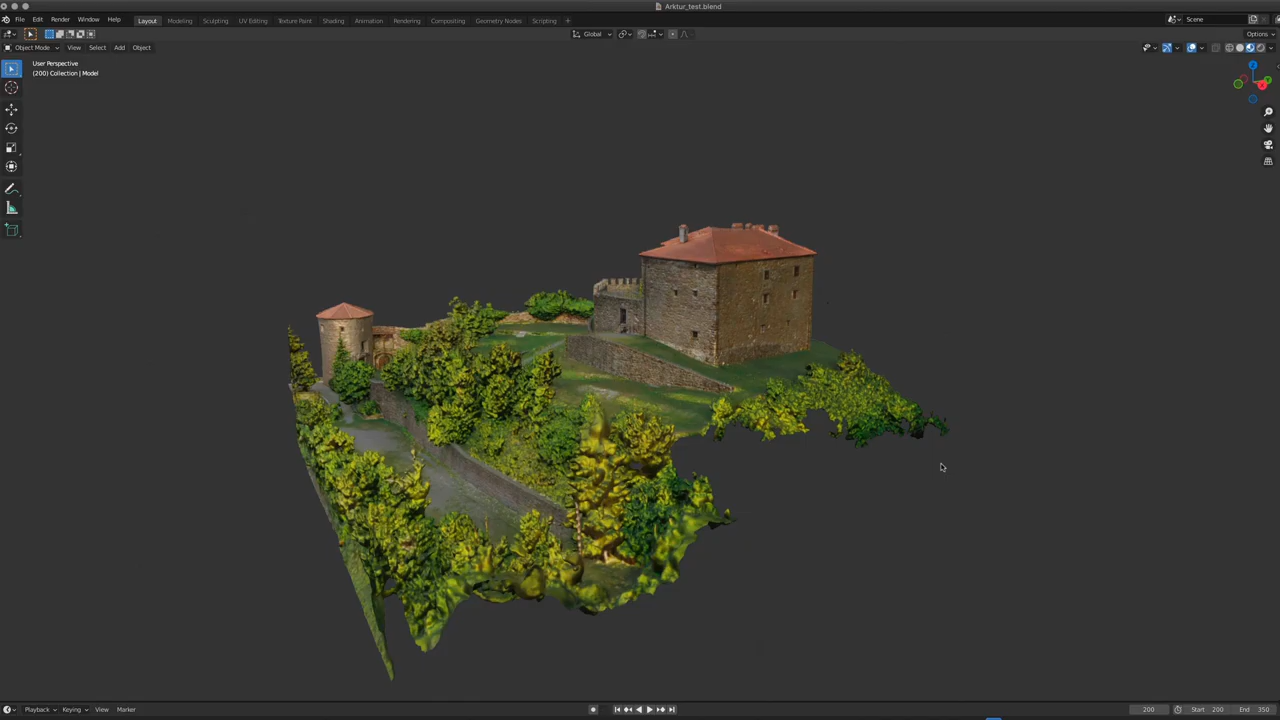 Arktur_test.blend
File Edit Render Window Help
Layout Modeling Sculpting UV Editing Texture Paint Shading Animation Rendering Compositing Geometry Nodes Scripting +
Scene
Global
Options
Object Mode View Select Add Object
User Perspective
(200) Collection | Model
Z
Y
X
Playback Keying View Marker
200 Start 200 End 350